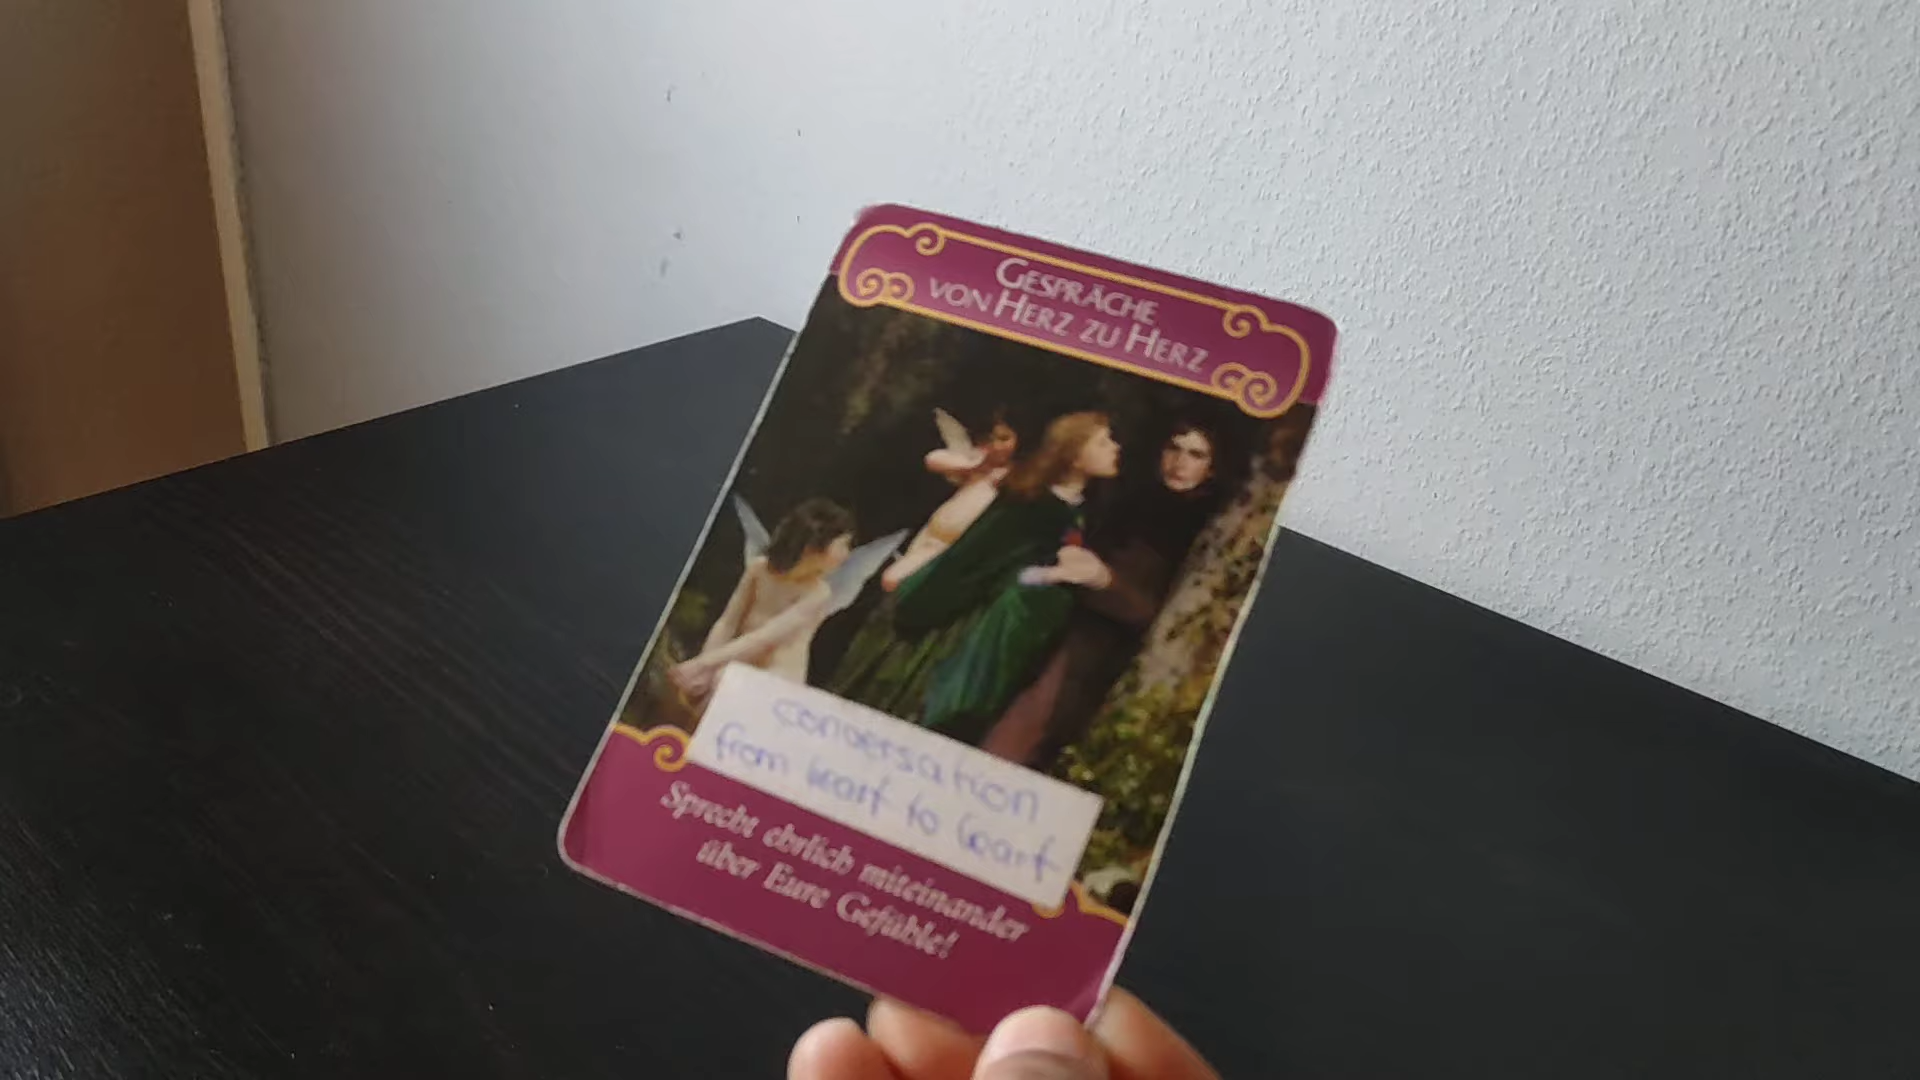 GESPRÄCHE
VON HERZ ZU HERZ
conversation
from heart to heart
Sprecht ehrlich miteinander
über Eure Gefühle!